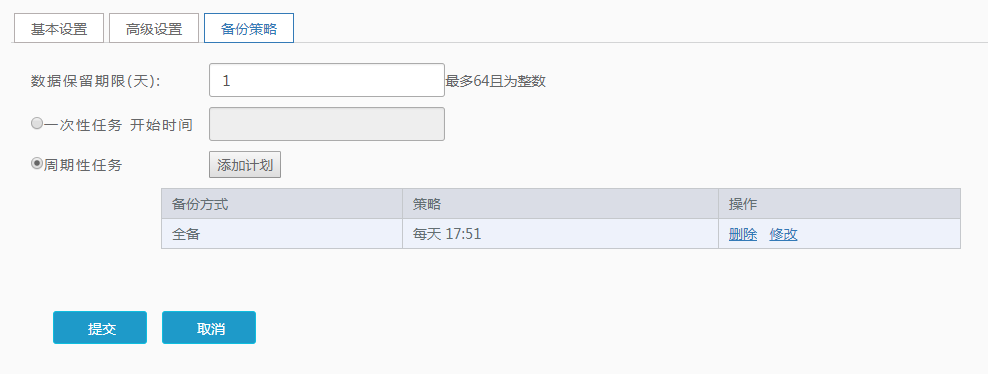 基本设置 高级设置 备份策略
数据保留期限(天): 1 最多64且为整数
一次性任务 开始时间
周期性任务 添加计划
备份方式 策略 操作
全备 每天 17:51 删除 修改
提交 取消